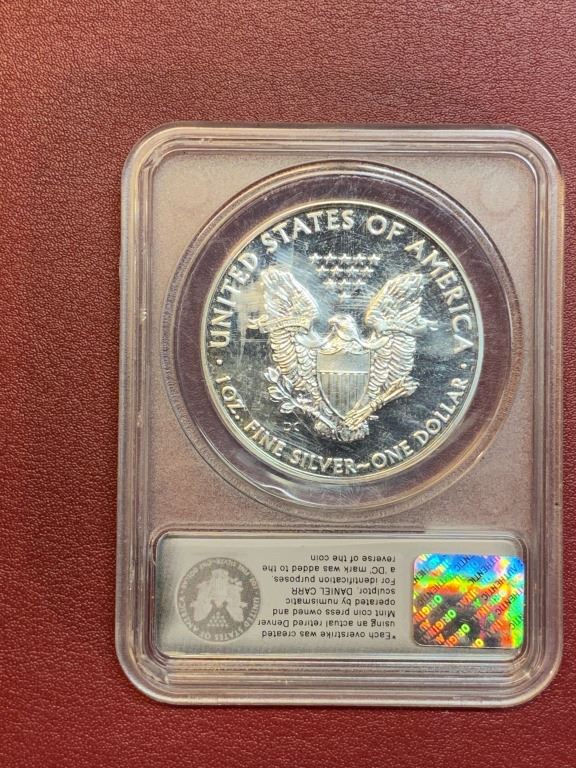 UNITED STATES OF AMERICA
1 OZ. FINE SILVER~ONE DOLLAR
DC
*Each overstrike was created
using an actual retired Denver
Mint coin press owned and
operated by numismatic
sculptor, DANIEL CARR.
For identification purposes,
a 'DC' mark was added to the
reverse of the coin
AUTHENTIC